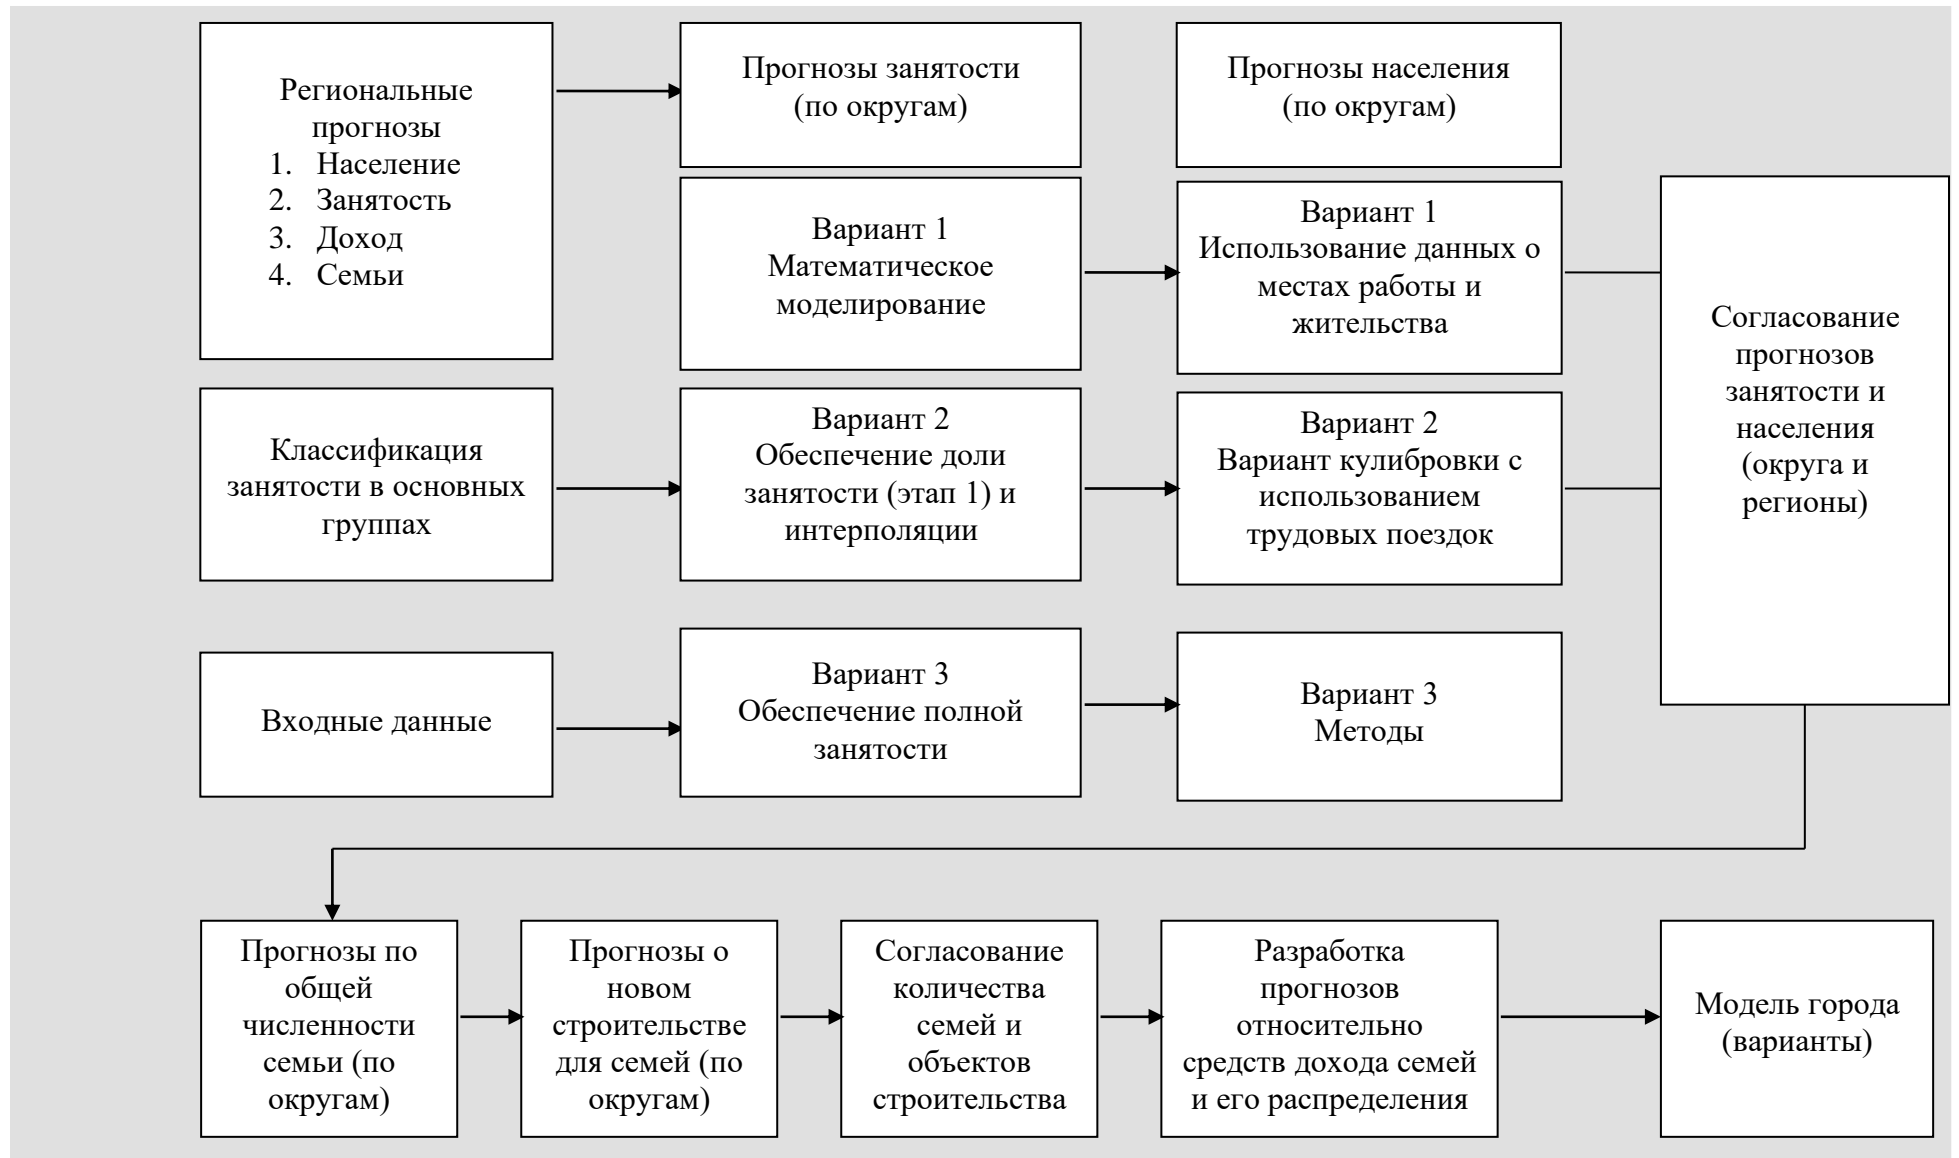 Региональные
прогнозы
1. Население
2. Занятость
3. Доход
4. Семьи
Прогнозы занятости
(по округам)
Прогнозы населения
(по округам)
Вариант 1
Математическое
моделирование
Вариант 1
Использование данных о
местах работы и
жительства
Согласование
прогнозов
занятости и
населения
(округа и
регионы)
Классификация
занятости в основных
группах
Вариант 2
Обеспечение доли
занятости (этап 1) и
интерполяции
Вариант 2
Вариант кулибровки с
использованием
трудовых поездок
Входные данные
Вариант 3
Обеспечение полной
занятости
Вариант 3
Методы
Прогнозы по
общей
численности
семьи (по
округам)
Прогнозы о
новом
строительстве
для семей (по
округам)
Согласование
количества
семей и
объектов
строительства
Разработка
прогнозов
относительно
средств дохода семей
и его распределения
Модель города
(варианты)